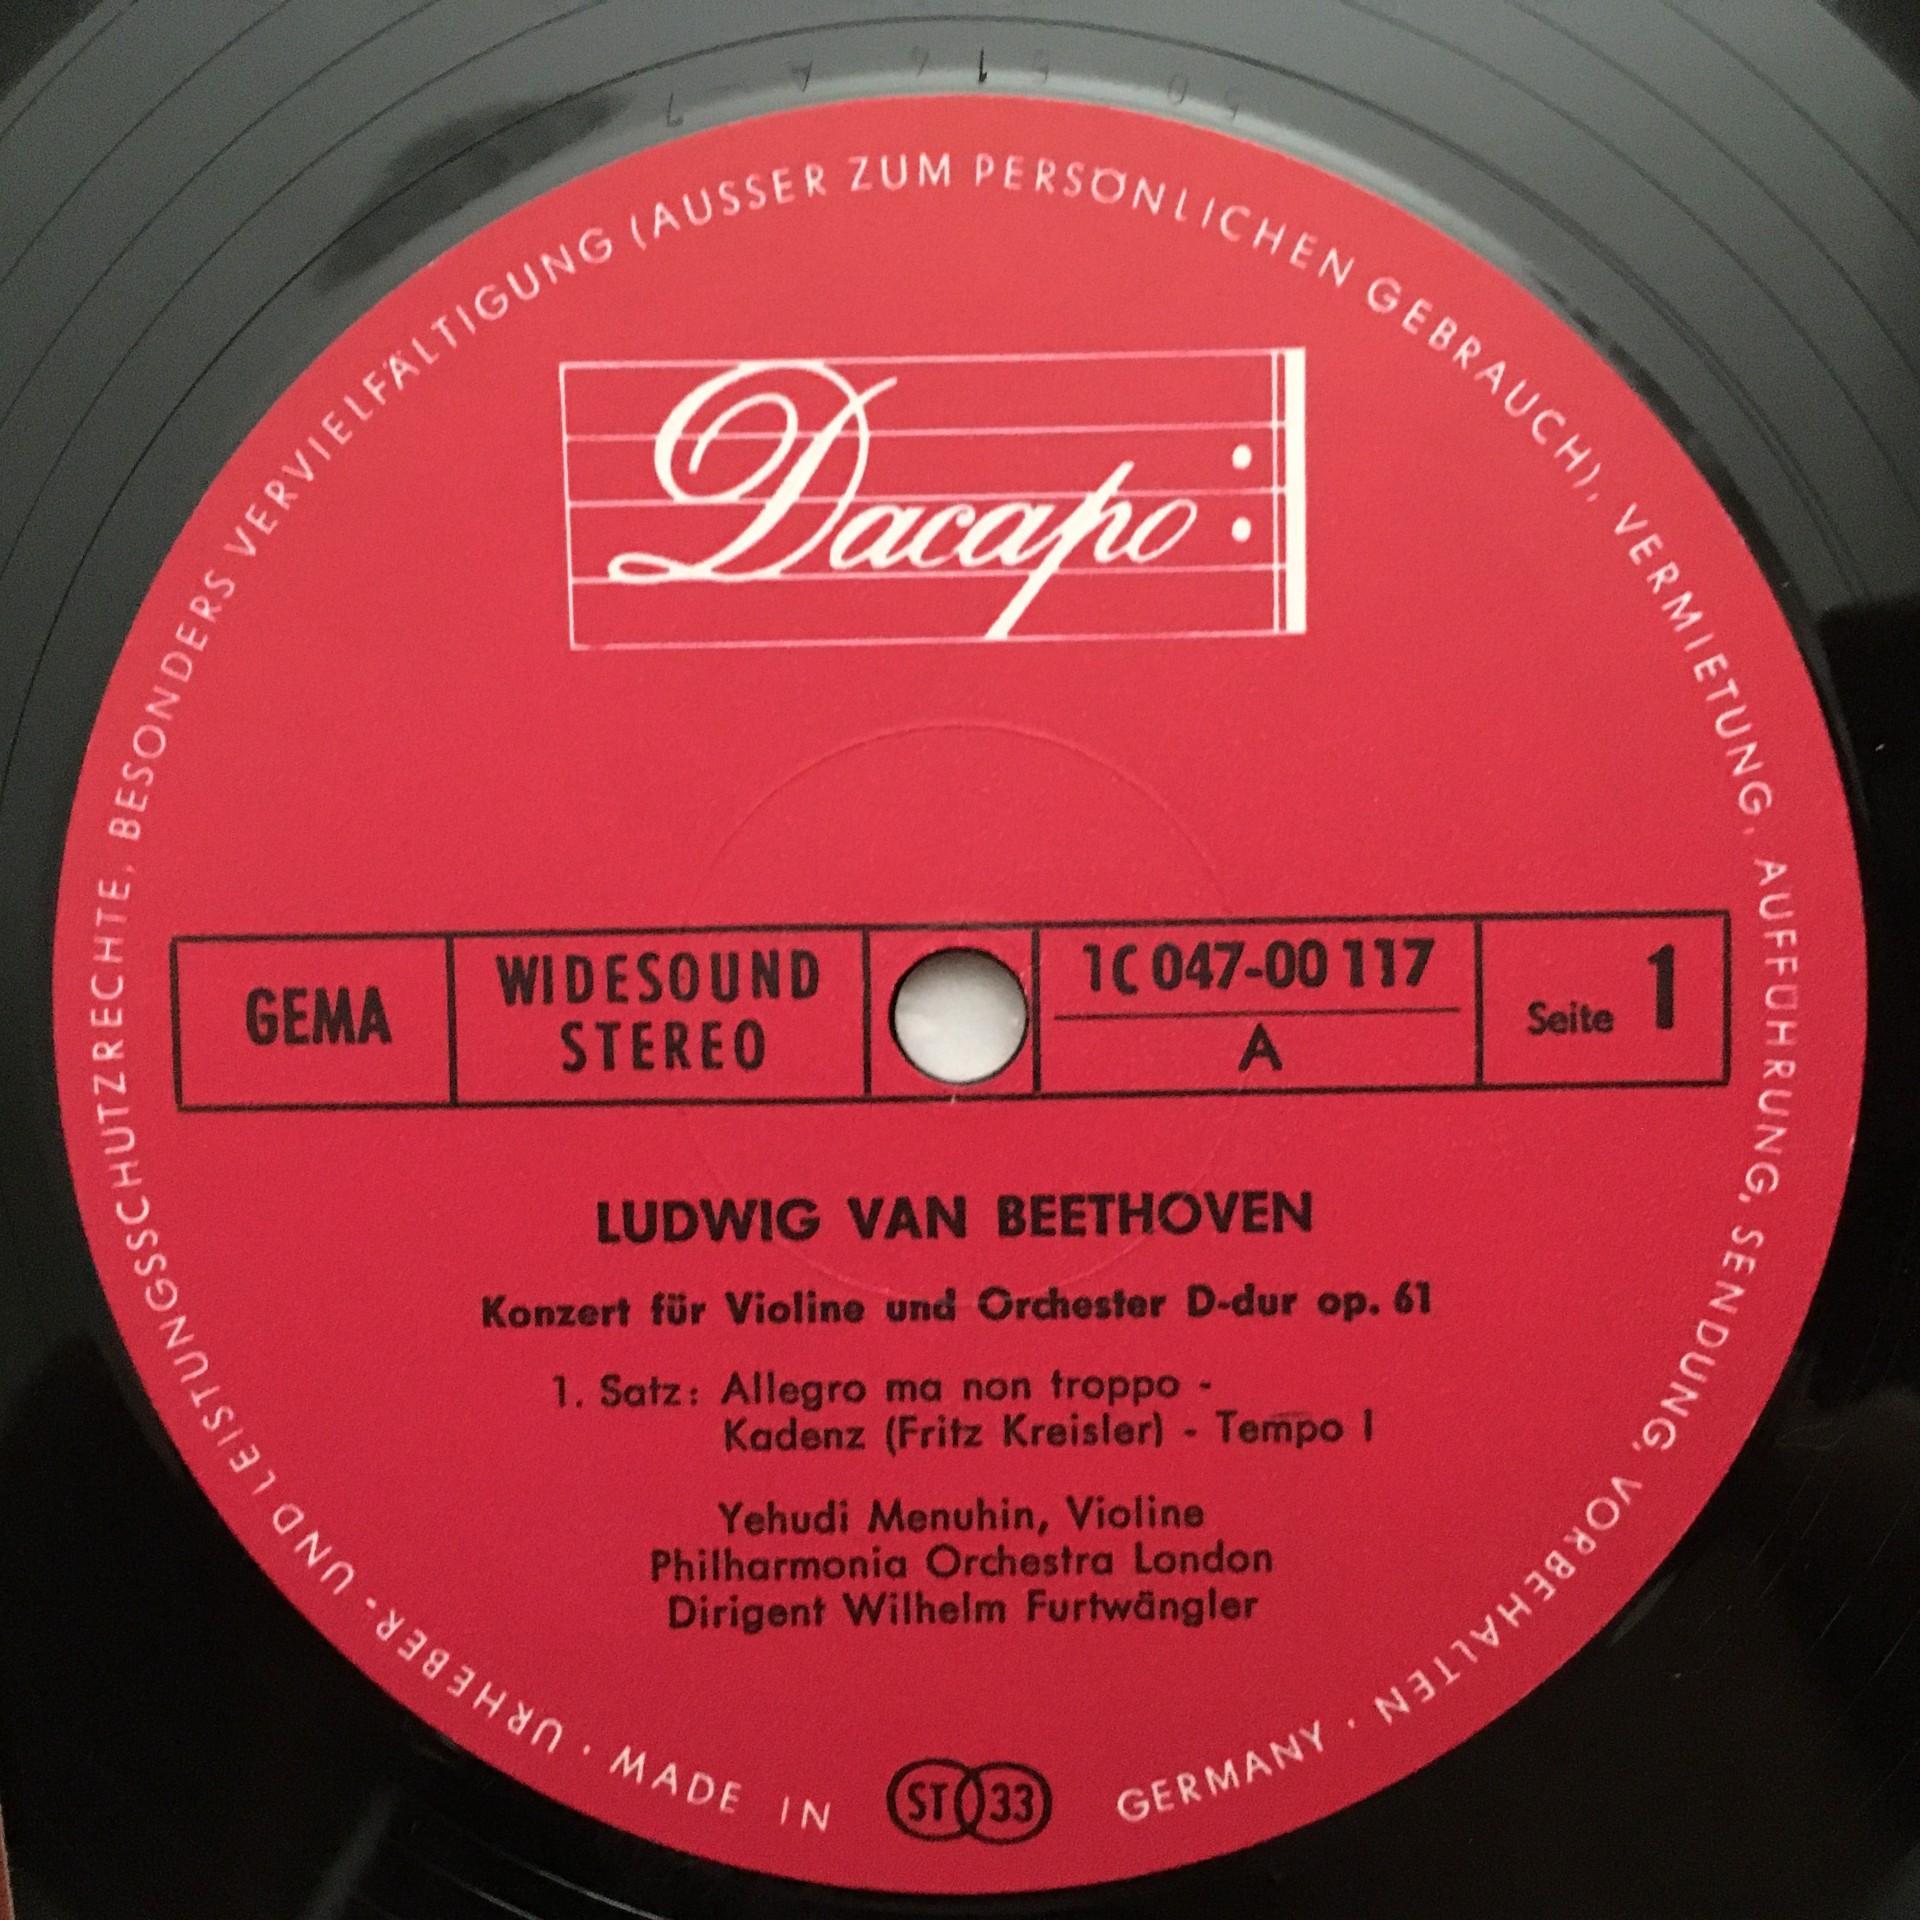 URHEBER- UND LEISTUNGSSCHUTZRECHTE, BESONDERS VERVIELFÄLTIGUNG (AUSSER ZUM PERSÖNLICHEN GEBRAUCH), VERMIETUNG, AUFFÜHRUNG, SENDUNG, VORBEHALTEN ·
Dacapo
GEMA
WIDESOUND
STEREO
1C 047-00 117
A
Seite 1
LUDWIG VAN BEETHOVEN
Konzert für Violine und Orchester D-dur op. 61
1. Satz: Allegro ma non troppo -
Kadenz (Fritz Kreisler) - Tempo I
Yehudi Menuhin, Violine
Philharmonia Orchestra London
Dirigent Wilhelm Furtwängler
MADE IN GERMANY ·
ST 33